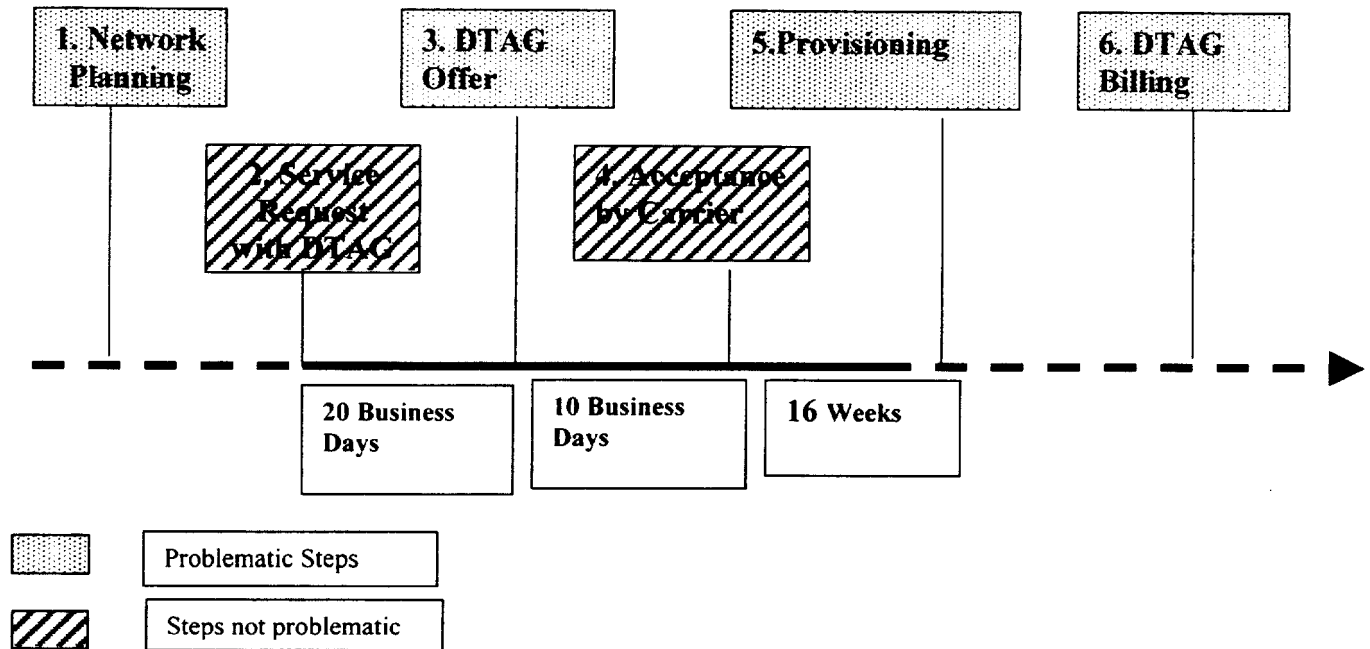 1. Network
Planning
3. DTAG
Offer
5.Provisioning
6. DTAG
Billing
2. Service
Request
with DTAG
4. Acceptance
by Carrier
20 Business
Days
10 Business
Days
16 Weeks
Problematic Steps
Steps not problematic